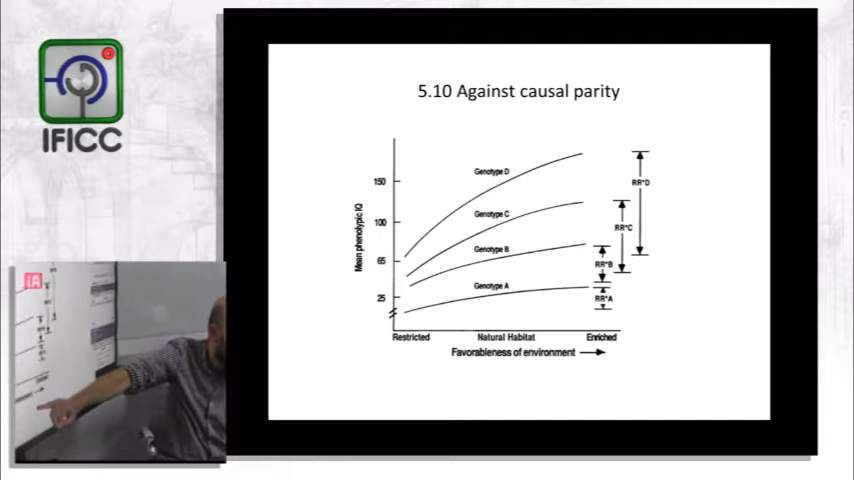 IFICC
5.10 Against causal parity
Mean phenotypic IQ
150
100
65
25
Genotype D
Genotype C
Genotype B
Genotype A
RR*D
RR*C
RR*B
RR*A
Restricted
Natural Habitat
Enriched
Favorableness of environment
iA